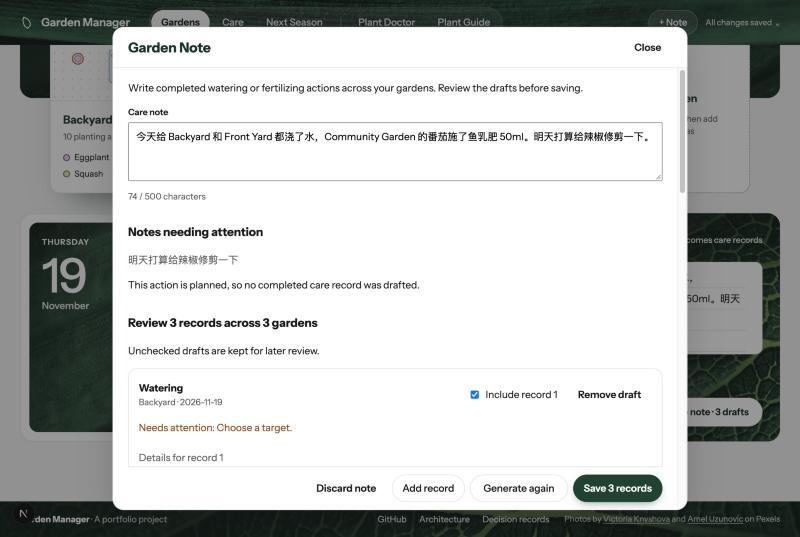 Garden Manager
Gardens
Care
Next Season
Plant Doctor
Plant Guide
+ Note
All changes saved
Garden Note
Close
Write completed watering or fertilizing actions across your gardens. Review the drafts before saving.
Care note
今天给 Backyard 和 Front Yard 都浇了水，Community Garden 的番茄施了鱼乳肥 50ml。明天打算给辣椒修剪一下。
74 / 500 characters
Notes needing attention
明天打算给辣椒修剪一下
This action is planned, so no completed care record was drafted.
Review 3 records across 3 gardens
Unchecked drafts are kept for later review.
Watering
Backyard · 2026-11-19
Include record 1
Remove draft
Needs attention: Choose a target.
Details for record 1
Discard note
Add record
Generate again
Save 3 records
Backyard
10 planting a
Eggplant
Squash
THURSDAY
19
November
en
hen add
as
comes care records
50ml。明天
note · 3 drafts
N
rden Manager · A portfolio project
GitHub
Architecture
Decision records
Photos by Victoria Knyshova and Amel Uzunovic on Pexels